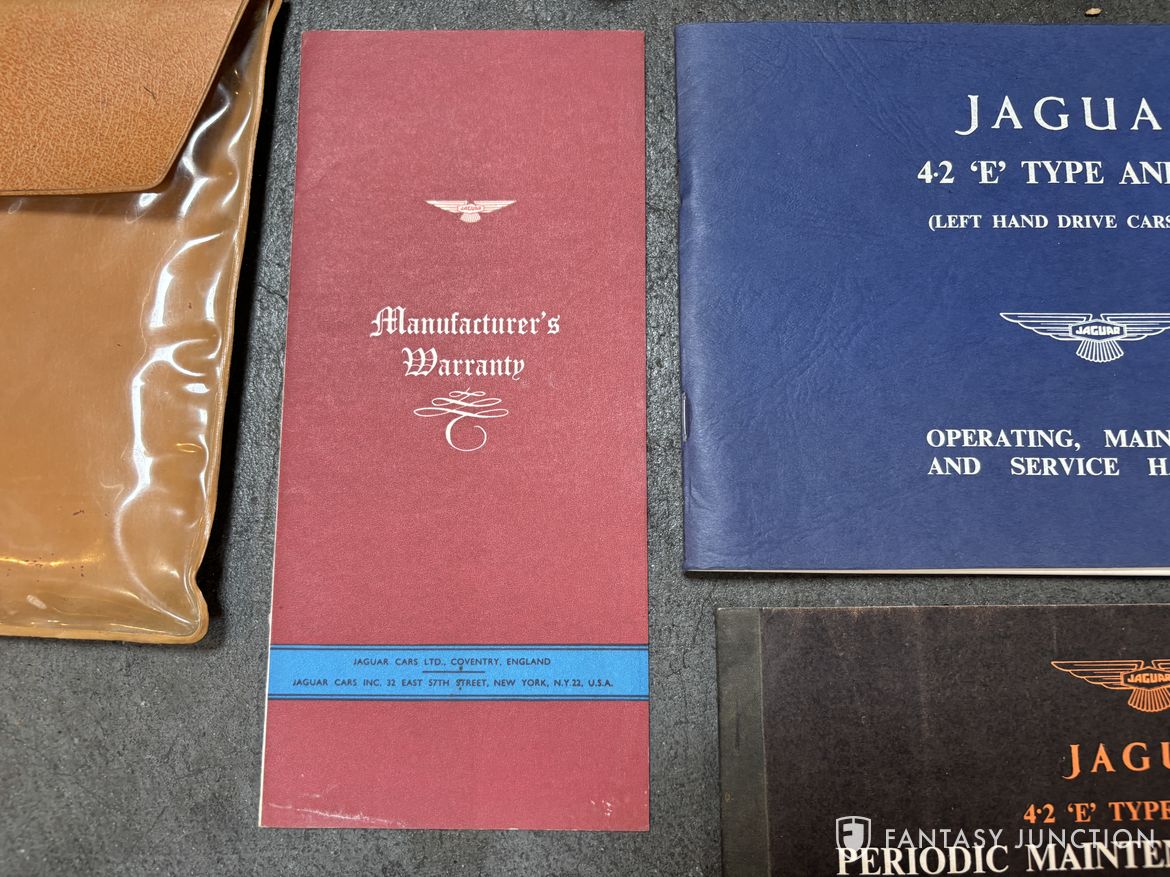 JAGUAR
Manufacturer's
Warranty
JAGUAR CARS LTD., COVENTRY, ENGLAND
JAGUAR CARS INC. 32 EAST 57TH STREET, NEW YORK, N.Y.22, U.S.A.
JAGUA
4·2 ‘E’ TYPE AN
(LEFT HAND DRIVE CARS
JAGUAR
OPERATING, MAIN
AND SERVICE H
JAGUAR
JAGU
4·2 ‘E’ TYPE
PERIODIC MAINTEN
FANTASY JUNCTION